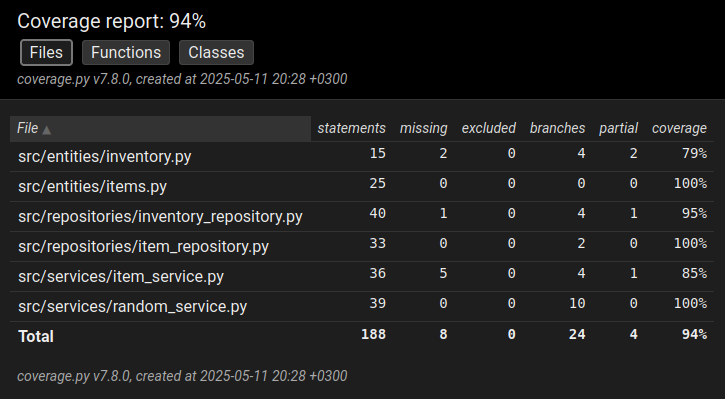 Coverage report: 94%
Files Functions Classes
coverage.py v7.8.0, created at 2025-05-11 20:28 +0300
File ▲ statements missing excluded branches partial coverage
src/entities/inventory.py 15 2 0 4 2 79%
src/entities/items.py 25 0 0 0 0 100%
src/repositories/inventory_repository.py 40 1 0 4 1 95%
src/repositories/item_repository.py 33 0 0 2 0 100%
src/services/item_service.py 36 5 0 4 1 85%
src/services/random_service.py 39 0 0 10 0 100%
Total 188 8 0 24 4 94%
coverage.py v7.8.0, created at 2025-05-11 20:28 +0300